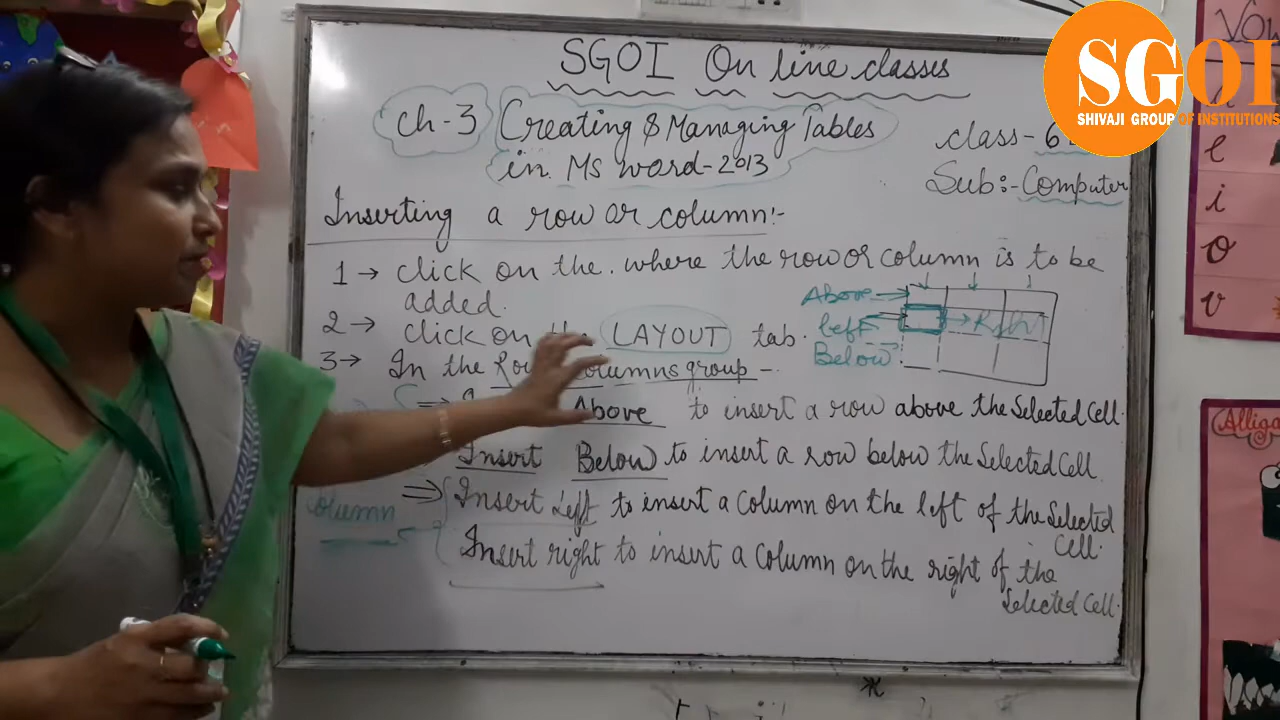 SGOI On line classes
SGOI
SHIVAJI GROUP OF INSTITUTIONS
ch-3 Creating & Managing Tables
in Ms word-2013
class-6
Sub:- Computer
Inserting a row or column:-
1 → Click on the. where the row or column is to be
added.
2 → Click on the LAYOUT tab.
3 → In the Columns group -
Above to insert a row above the Selected Cell.
Insert Below to insert a row below the Selected Cell
⇒ Insert Left to insert a Column on the left of the Selected
Cell.
Insert right to insert a Column on the right of the
Selected Cell.
column
Above
left
Below
Right
e
i
o
v
Alliga